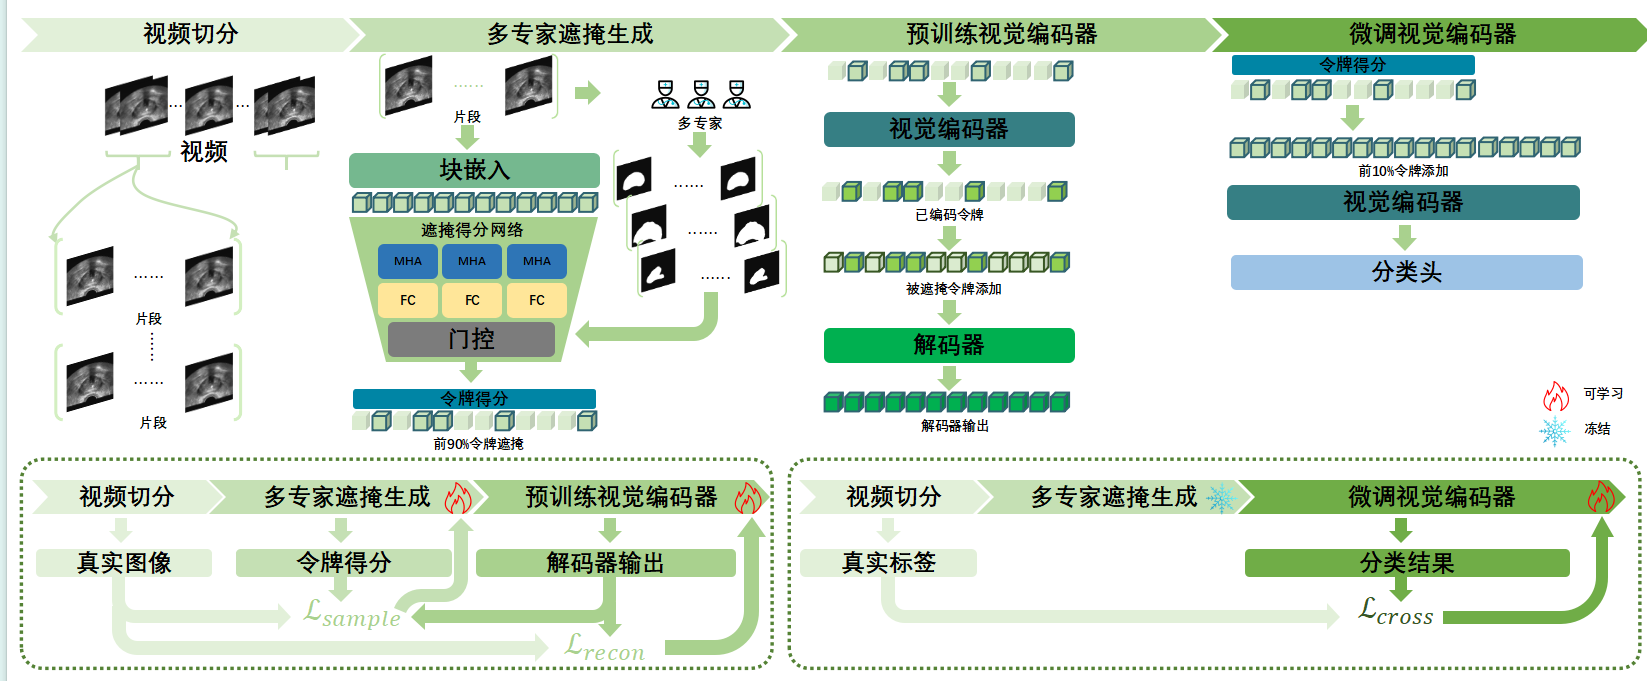 视频切分
多专家遮掩生成
预训练视觉编码器
微调视觉编码器
……
……
视频
片段
……
片段
……
……
片段
……
片段
多专家
块嵌入
遮掩得分网络
MHA MHA MHA
FC FC FC
门控
……
……
……
令牌得分
前90%令牌遮掩
视觉编码器
已编码令牌
被遮掩令牌添加
解码器
解码器输出
令牌得分
前10%令牌添加
视觉编码器
分类头
可学习
冻结
视频切分
多专家遮掩生成
预训练视觉编码器
真实图像
令牌得分
解码器输出
ℒsample
ℒrecon
视频切分
多专家遮掩生成
微调视觉编码器
真实标签
分类结果
ℒcross